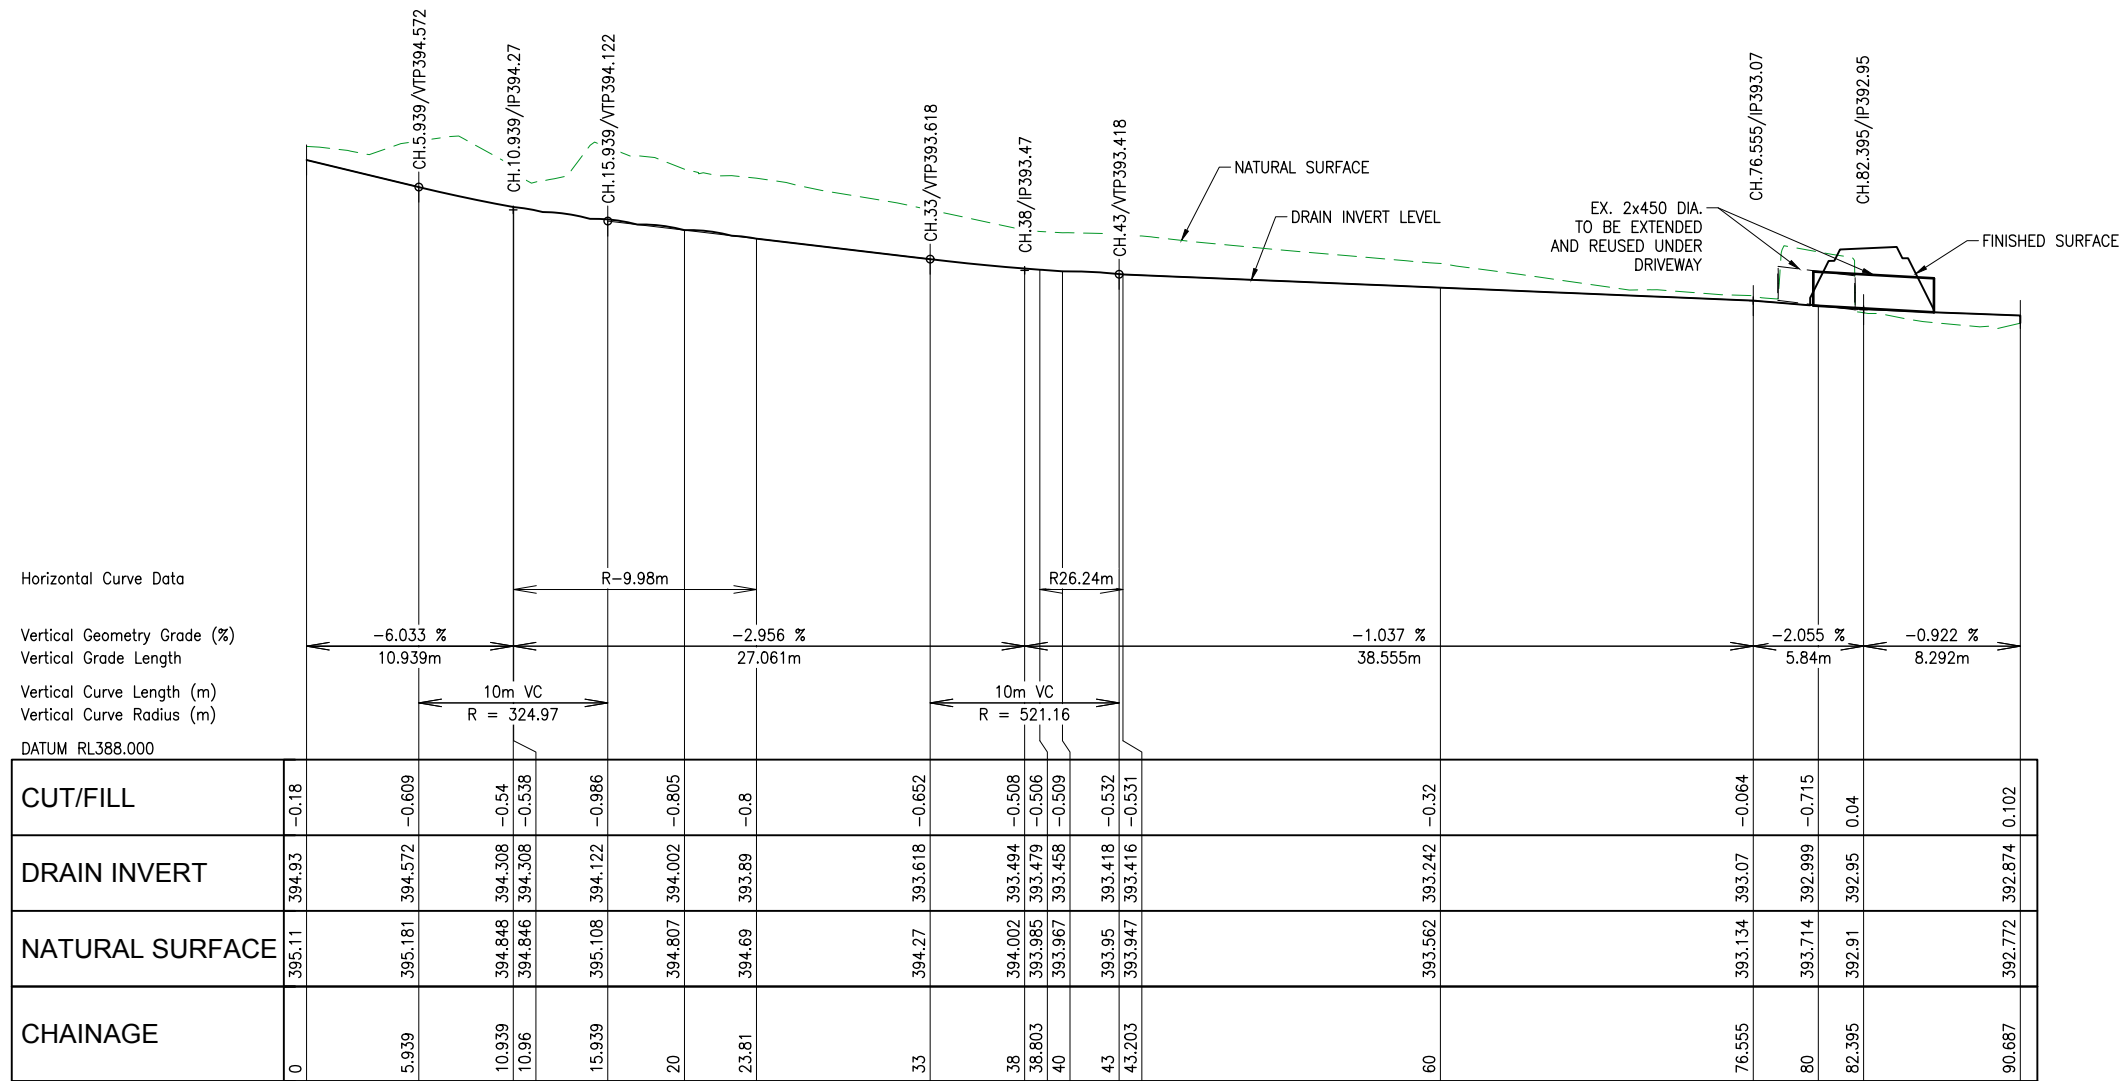 CH.5.939/VTP394.572
CH.10.939/IP394.27
CH.15.939/VTP394.122
CH.33/VTP393.618
CH.38/IP393.47
CH.43/VTP393.418
CH.76.555/IP393.07
CH.82.395/IP392.95
NATURAL SURFACE
DRAIN INVERT LEVEL
EX. 2x450 DIA.
TO BE EXTENDED
AND REUSED UNDER
DRIVEWAY
FINISHED SURFACE
Horizontal Curve Data
R-9.98m
R26.24m
Vertical Geometry Grade (%)
-6.033 %
-2.956 %
-1.037 %
-2.055 %
-0.922 %
Vertical Grade Length
10.939m
27.061m
38.555m
5.84m
8.292m
Vertical Curve Length (m)
10m VC
10m VC
Vertical Curve Radius (m)
R = 324.97
R = 521.16
DATUM RL388.000
CUT/FILL
-0.18
-0.609
-0.54
-0.538
-0.986
-0.805
-0.8
-0.652
-0.508
-0.506
-0.509
-0.532
-0.531
-0.32
-0.064
-0.715
0.04
0.102
DRAIN INVERT
394.93
394.572
394.308
394.308
394.122
394.002
393.89
393.618
393.494
393.479
393.458
393.418
393.416
393.242
393.07
392.999
392.95
392.874
NATURAL SURFACE
395.11
395.181
394.848
394.846
395.108
394.807
394.69
394.27
394.002
393.985
393.967
393.95
393.947
393.562
393.134
393.714
392.91
392.772
CHAINAGE
0
5.939
10.939
10.96
15.939
20
23.81
33
38
38.803
40
43
43.203
60
76.555
80
82.395
90.687